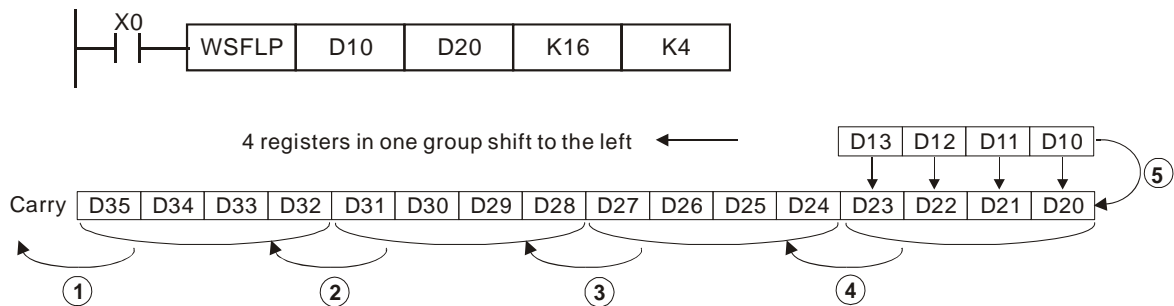 X0
WSFLP D10 D20 K16 K4
4 registers in one group shift to the left
D13 D12 D11 D10
5
Carry D35 D34 D33 D32 D31 D30 D29 D28 D27 D26 D25 D24 D23 D22 D21 D20
1 2 3 4